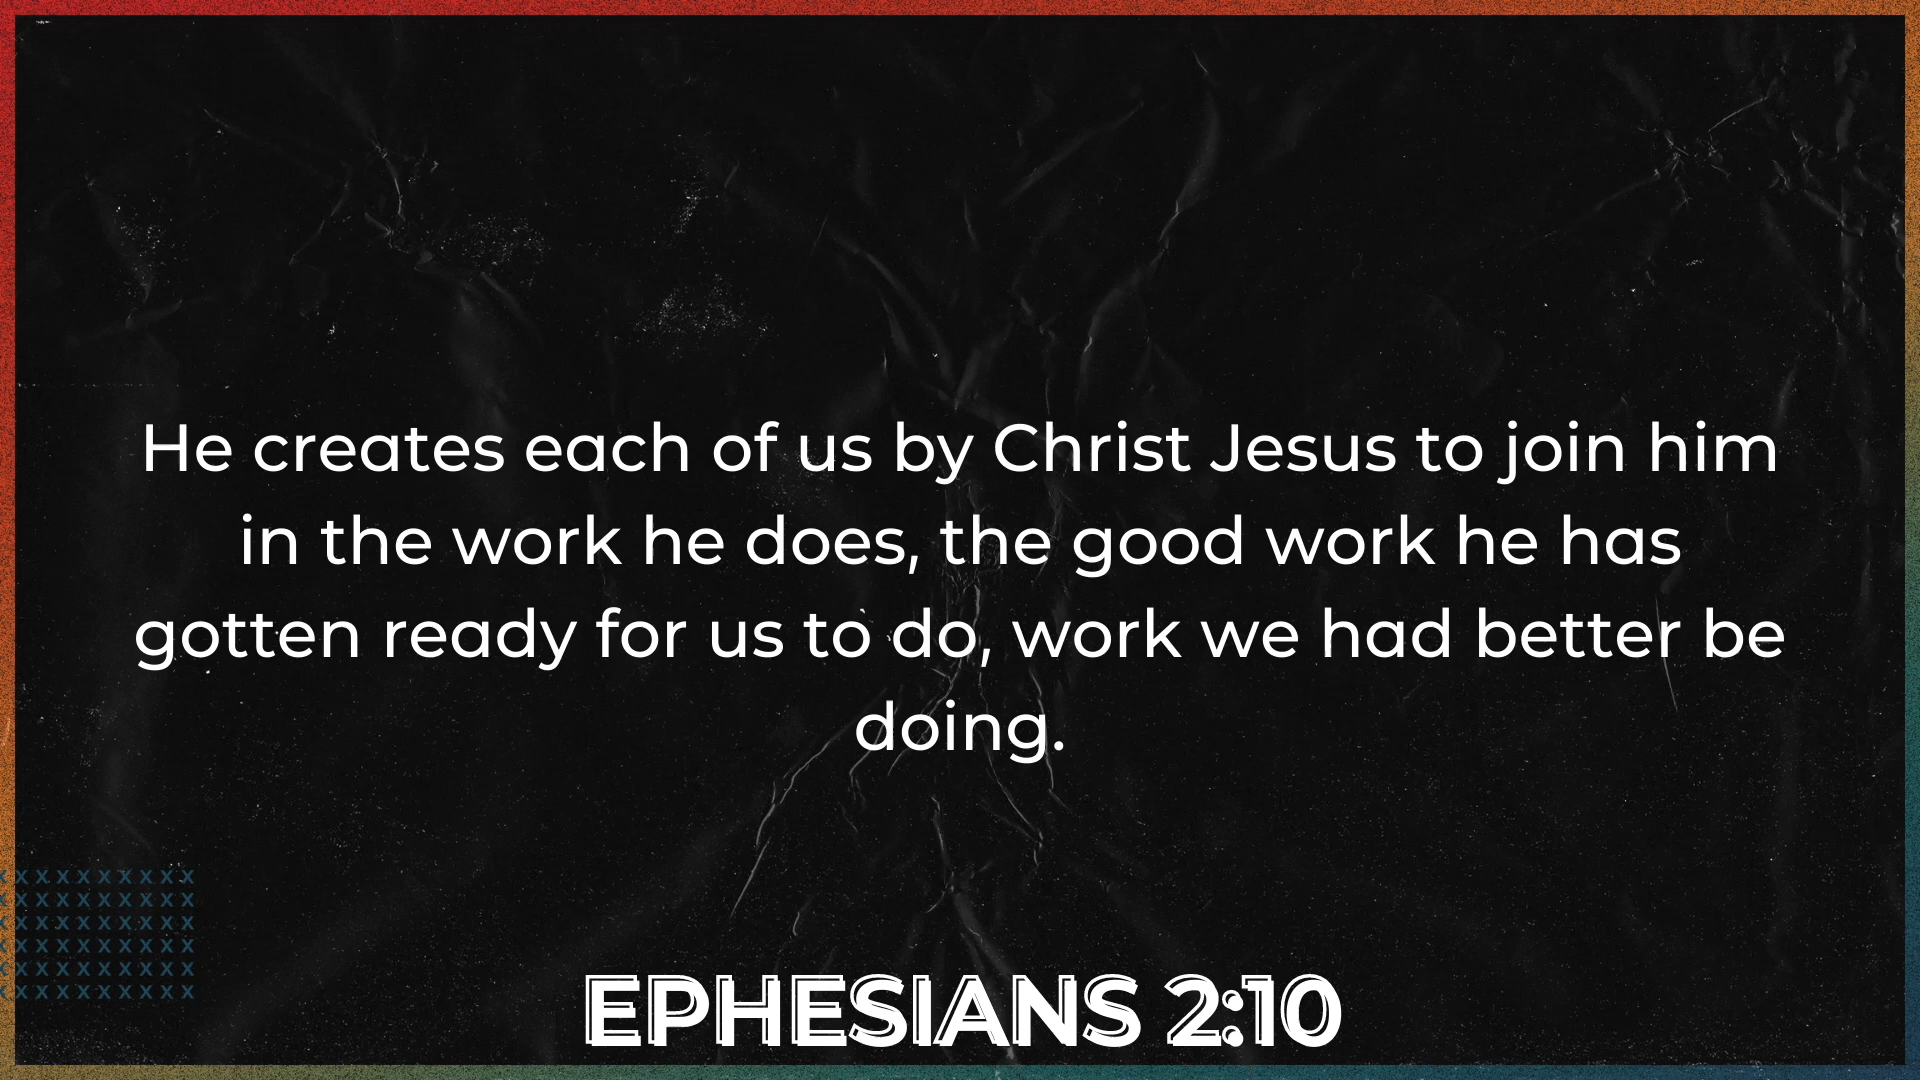 He creates each of us by Christ Jesus to join him
in the work he does, the good work he has
gotten ready for us to do, work we had better be
doing.
x x x x x x x x x x
x x x x x x x x x x
x x x x x x x x x x
x x x x x x x x x x
x x x x x x x x x x
x x x x x x x x x x
EPHESIANS 2:10